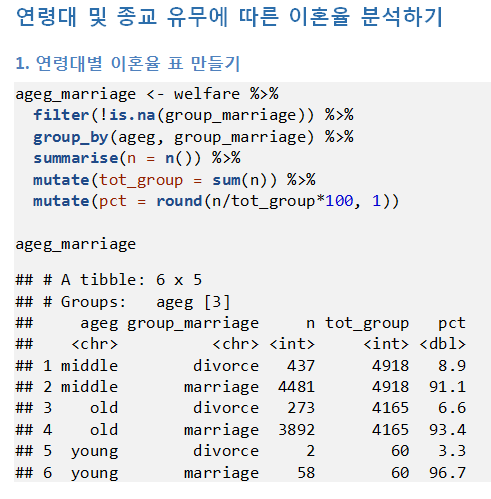 연령대 및 종교 유무에 따른 이혼율 분석하기
1. 연령대별 이혼율 표 만들기
ageg_marriage <- welfare %>%
  filter(!is.na(group_marriage)) %>%
  group_by(ageg, group_marriage) %>%
  summarise(n = n()) %>%
  mutate(tot_group = sum(n)) %>%
  mutate(pct = round(n/tot_group*100, 1))

ageg_marriage
## # A tibble: 6 x 5
## # Groups:   ageg [3]
##     ageg group_marriage     n tot_group   pct
##    <chr>          <chr> <int>     <int> <dbl>
## 1 middle        divorce   437      4918   8.9
## 2 middle       marriage  4481      4918  91.1
## 3    old        divorce   273      4165   6.6
## 4    old       marriage  3892      4165  93.4
## 5  young        divorce     2        60   3.3
## 6  young       marriage    58        60  96.7